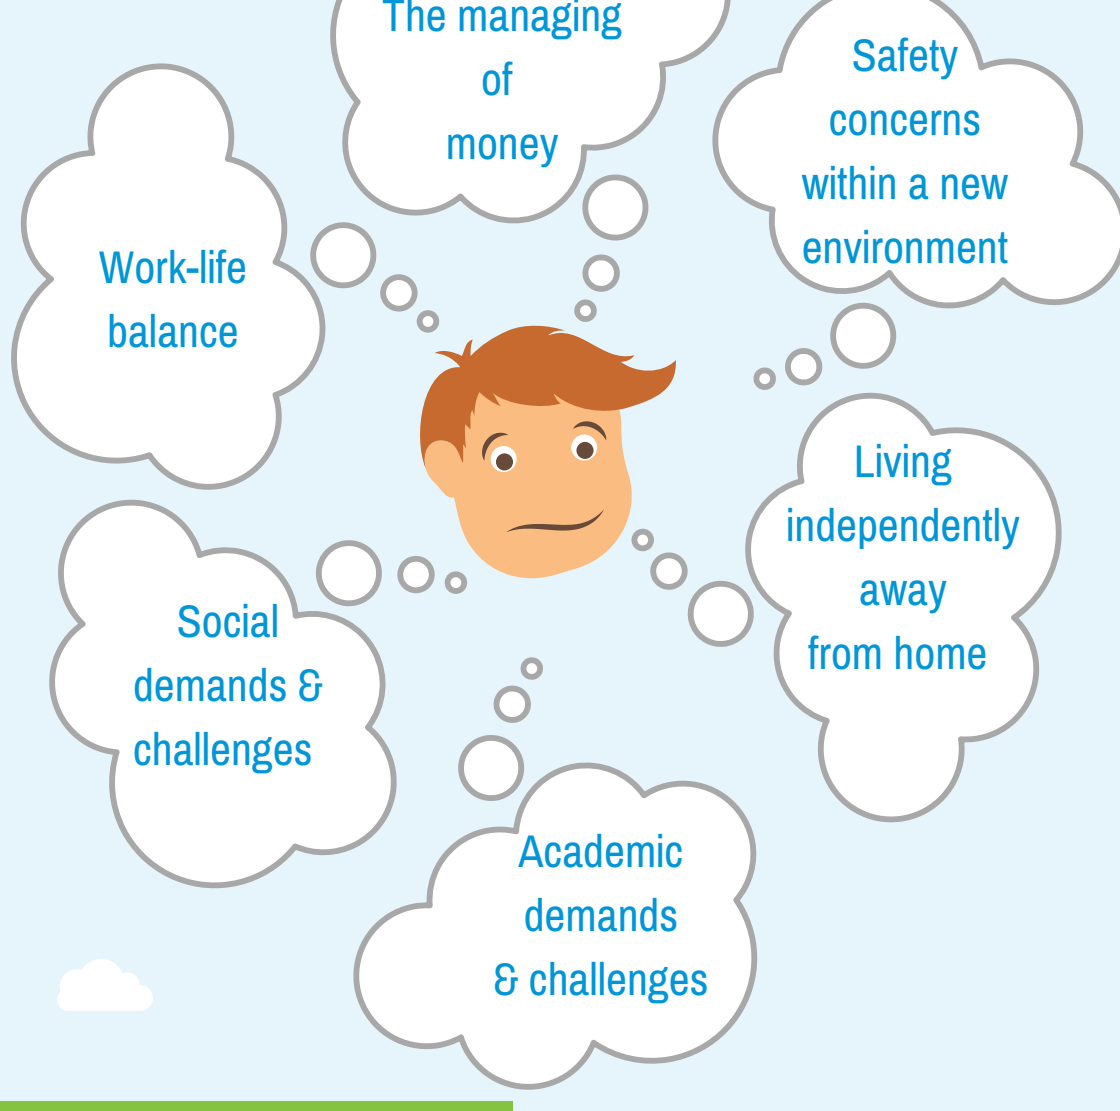 The managing
of
money
Safety
concerns
within a new
environment
Work-life
balance
Living
independently
away
from home
Social
demands &
challenges
Academic
demands
& challenges